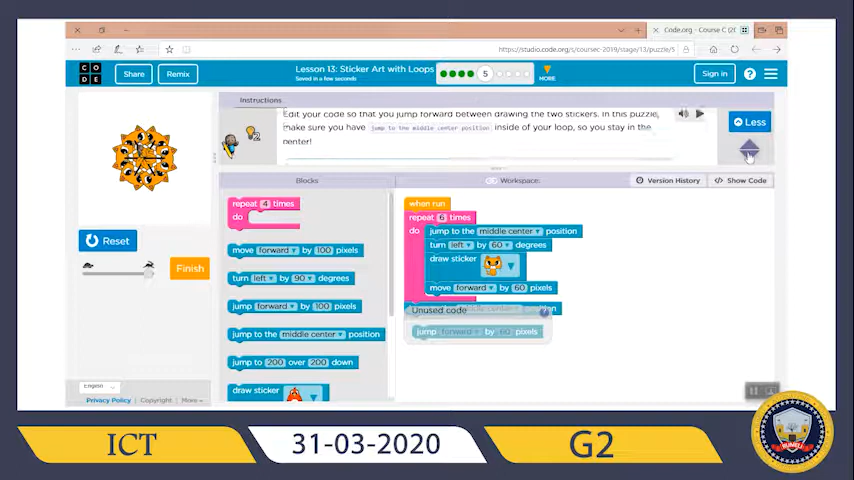 Code.org - Course C (20
https://studio.code.org/s/coursec-2019/stage/13/puzzle/5
C O
D E
Share
Remix
Lesson 13: Sticker Art with Loops
Saved in a few seconds
5
MORE
Sign in
?
Instructions
2
Edit your code so that you jump forward between drawing the two stickers. In this puzzle,
make sure you have jump to the middle center position inside of your loop, so you stay in the
center!
Less
Blocks
Workspace:
Version History
</> Show Code
Reset
Finish
repeat 4 times
do
move forward by 100 pixels
turn left by 90 degrees
jump forward by 100 pixels
jump to the middle center position
jump to 200 over 200 down
draw sticker
when run
repeat 6 times
do
jump to the middle center position
turn left by 60 degrees
draw sticker
move forward by 60 pixels
Unused code
jump forward by 60 pixels
English
Privacy Policy
Copyright
More
ICT
31-03-2020
G2